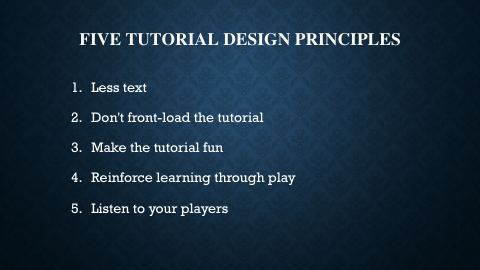 FIVE TUTORIAL DESIGN PRINCIPLES
1. Less text
2. Don't front-load the tutorial
3. Make the tutorial fun
4. Reinforce learning through play
5. Listen to your players